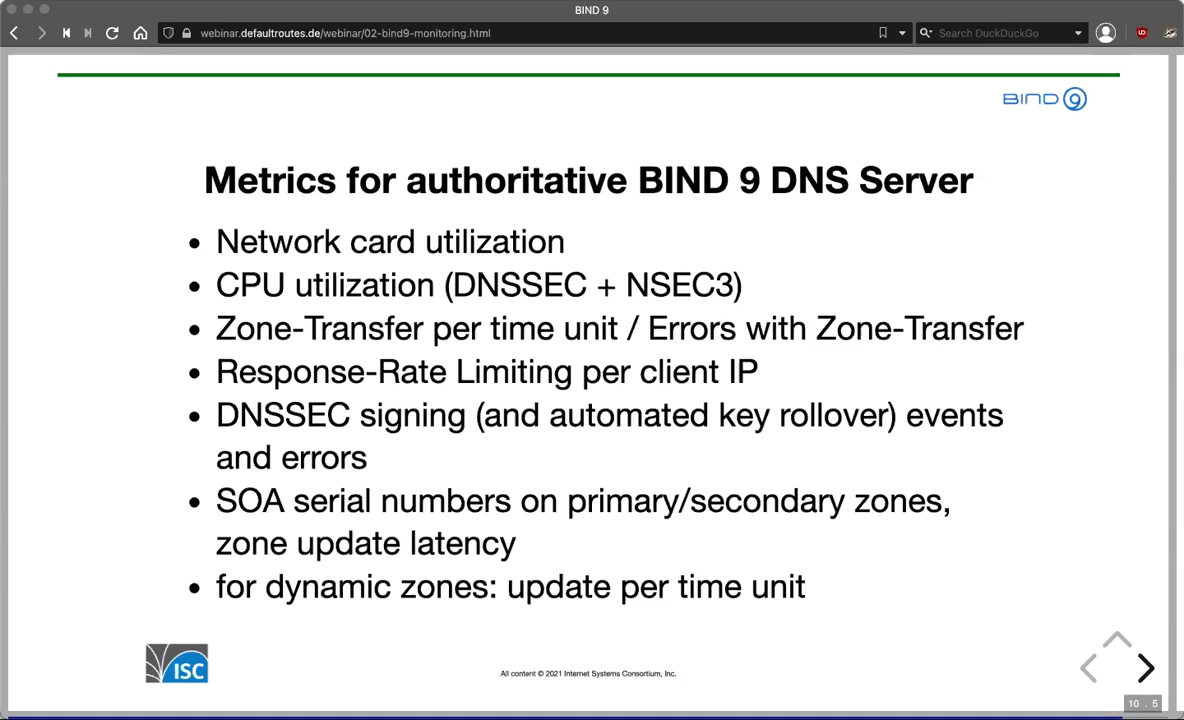 BIND 9
webinar.defaultroutes.de/webinar/02-bind9-monitoring.html
Search DuckDuckGo
BIND 9
Metrics for authoritative BIND 9 DNS Server
• Network card utilization
• CPU utilization (DNSSEC + NSEC3)
• Zone-Transfer per time unit / Errors with Zone-Transfer
• Response-Rate Limiting per client IP
• DNSSEC signing (and automated key rollover) events
and errors
• SOA serial numbers on primary/secondary zones,
zone update latency
• for dynamic zones: update per time unit
ISC
All content © 2021 Internet Systems Consortium, Inc.
10 . 5